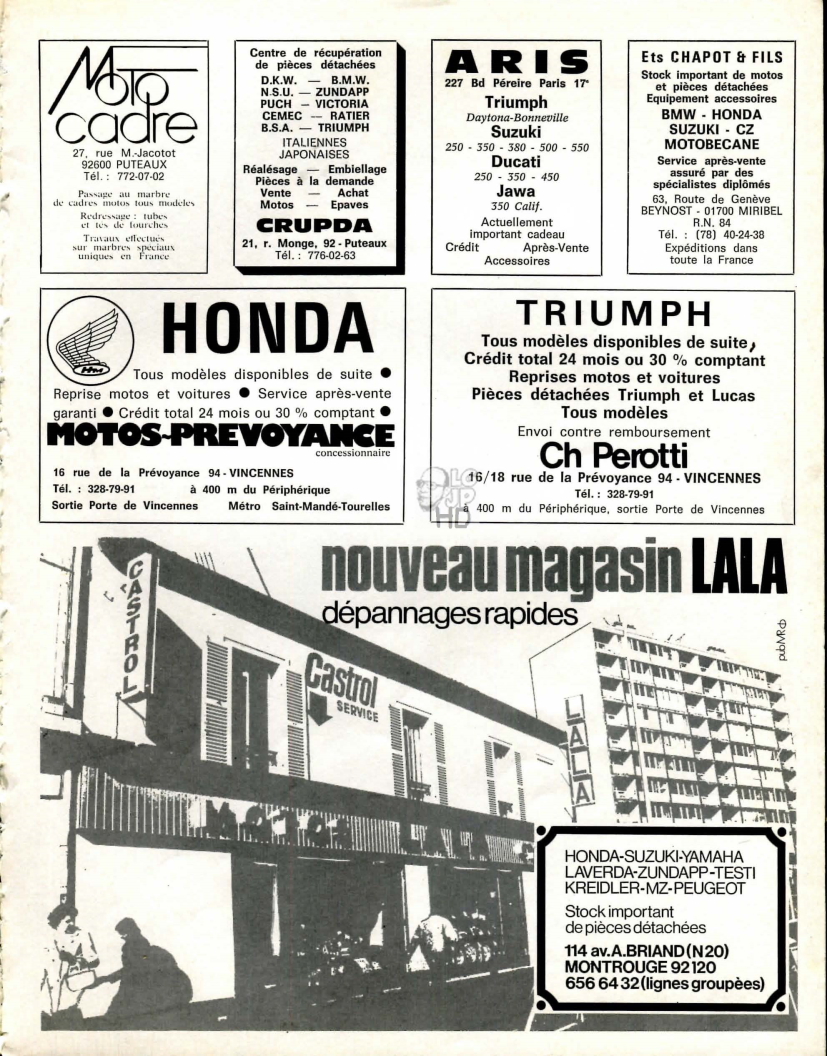 Moto
cadre
27, rue M.-Jacotot
92600 PUTEAUX
Tél. : 772-07-02
Passage au marbre
de cadres motos tous modèles
Redressage : tubes
et tés de fourches
Travaux effectués
sur marbres spéciaux
uniques en France
Centre de récupération
de pièces détachées
D.K.W. — B.M.W.
N.S.U. — ZUNDAPP
PUCH — VICTORIA
CEMEC — RATIER
B.S.A. — TRIUMPH
ITALIENNES
JAPONAISES
Réalésage — Embiellage
Pièces à la demande
Vente — Achat
Motos — Epaves
CRUPDA
21, r. Monge, 92 - Puteaux
Tél. : 776-02-63
ARIS
227 Bd Péreire Paris 17e
Triumph
Daytona-Bonneville
Suzuki
250 - 350 - 380 - 500 - 550
Ducati
250 - 350 - 450
Jawa
350 Calif.
Actuellement
important cadeau
Crédit Après-Vente
Accessoires
Ets CHAPOT & FILS
Stock important de motos
et pièces détachées
Equipement accessoires
BMW - HONDA
SUZUKI - CZ
MOTOBECANE
Service après-vente
assuré par des
spécialistes diplômés
63, Route de Genève
BEYNOST - 01700 MIRIBEL
R.N. 84
Tél. : (78) 40-24-38
Expéditions dans
toute la France
HM
HONDA
Tous modèles disponibles de suite ●
Reprise motos et voitures ● Service après-vente
garanti ● Crédit total 24 mois ou 30 % comptant ●
MOTOS-PREVOYANCE
concessionnaire
16 rue de la Prévoyance 94 - VINCENNES
Tél. : 328-79-91 à 400 m du Périphérique
Sortie Porte de Vincennes Métro Saint-Mandé-Tourelles
TRIUMPH
Tous modèles disponibles de suite,
Crédit total 24 mois ou 30 % comptant
Reprises motos et voitures
Pièces détachées Triumph et Lucas
Tous modèles
Envoi contre remboursement
Ch Perotti
16/18 rue de la Prévoyance 94 - VINCENNES
Tél. : 328-79-91
à 400 m du Périphérique, sortie Porte de Vincennes
LG
JP
HD
nouveau magasin LALA
dépannages rapides
pub MR cb
CASTROL
Castrol
SERVICE
LALA
MOTOS LALA
HONDA-SUZUKI-YAMAHA
LAVERDA-ZUNDAPP-TESTI
KREIDLER-MZ-PEUGEOT
Stock important
de pièces détachées
114 av. A.BRIAND (N 20)
MONTROUGE 92120
656 64 32 (lignes groupèes)